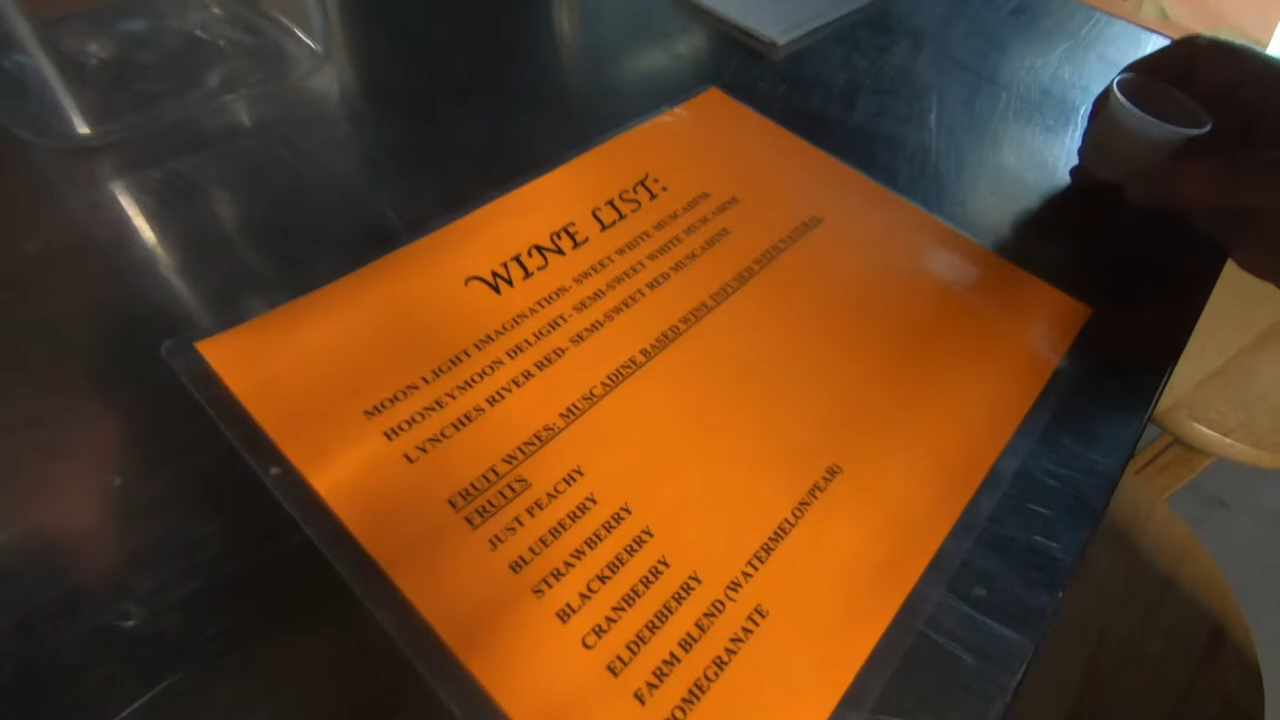 WINE LIST:
MOON LIGHT IMAGINATION- SWEET WHITE MUSCADINE
HOONEYMOON DELIGHT- SEMI-SWEET WHITE MUSCADINE
LYNCHES RIVER RED- SEMI-SWEET RED MUSCADINE
FRUIT WINES: MUSCADINE BASED WINE INFUSED WITH NATURAL
FRUITS
JUST PEACHY
BLUEBERRY
STRAWBERRY
BLACKBERRY
CRANBERRY
ELDERBERRY
FARM BLEND (WATERMELON/PEAR)
POMEGRANATE